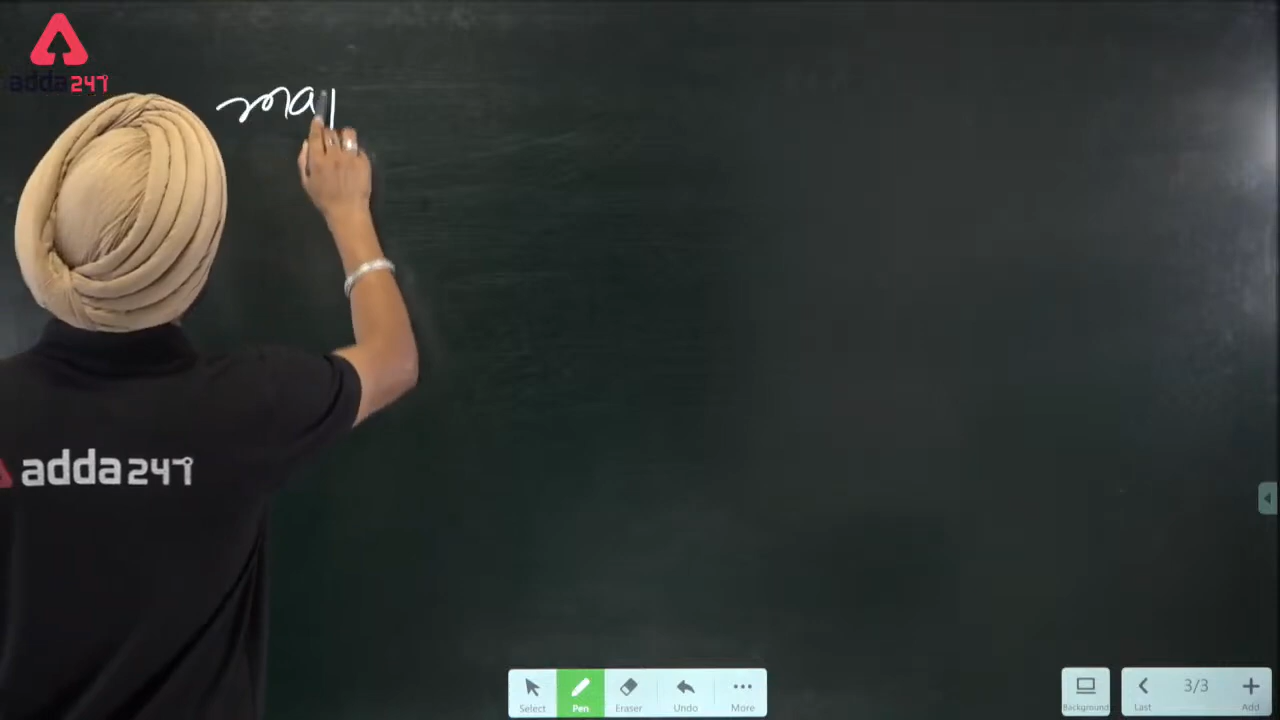 adda247
adda247
Select
Pen
Eraser
Undo
More
Background
Last
3/3
Add